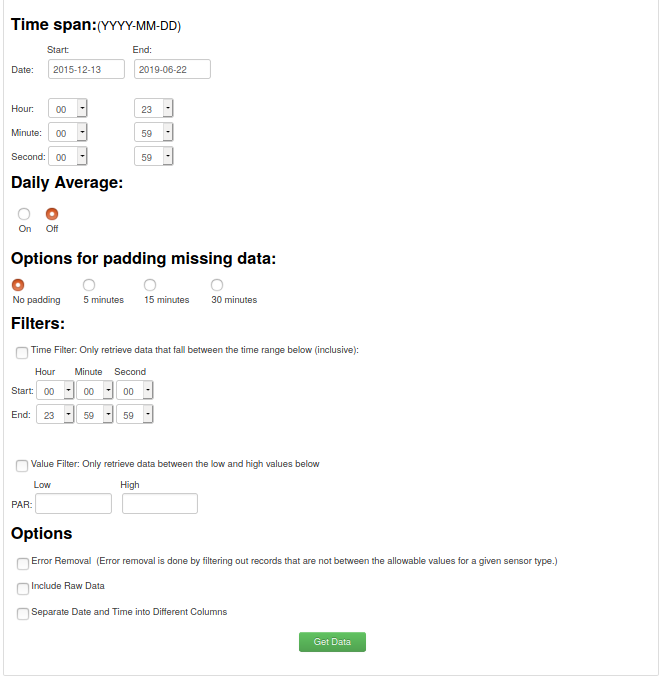 Time span:(YYYY-MM-DD)
Start: End:
Date: 2015-12-13 2019-06-22
Hour: 00 23
Minute: 00 59
Second: 00 59
Daily Average:
On Off
Options for padding missing data:
No padding 5 minutes 15 minutes 30 minutes
Filters:
Time Filter: Only retrieve data that fall between the time range below (inclusive):
Hour Minute Second
Start: 00 00 00
End: 23 59 59
Value Filter: Only retrieve data between the low and high values below
Low High
PAR:
Options
Error Removal (Error removal is done by filtering out records that are not between the allowable values for a given sensor type.)
Include Raw Data
Separate Date and Time into Different Columns
Get Data